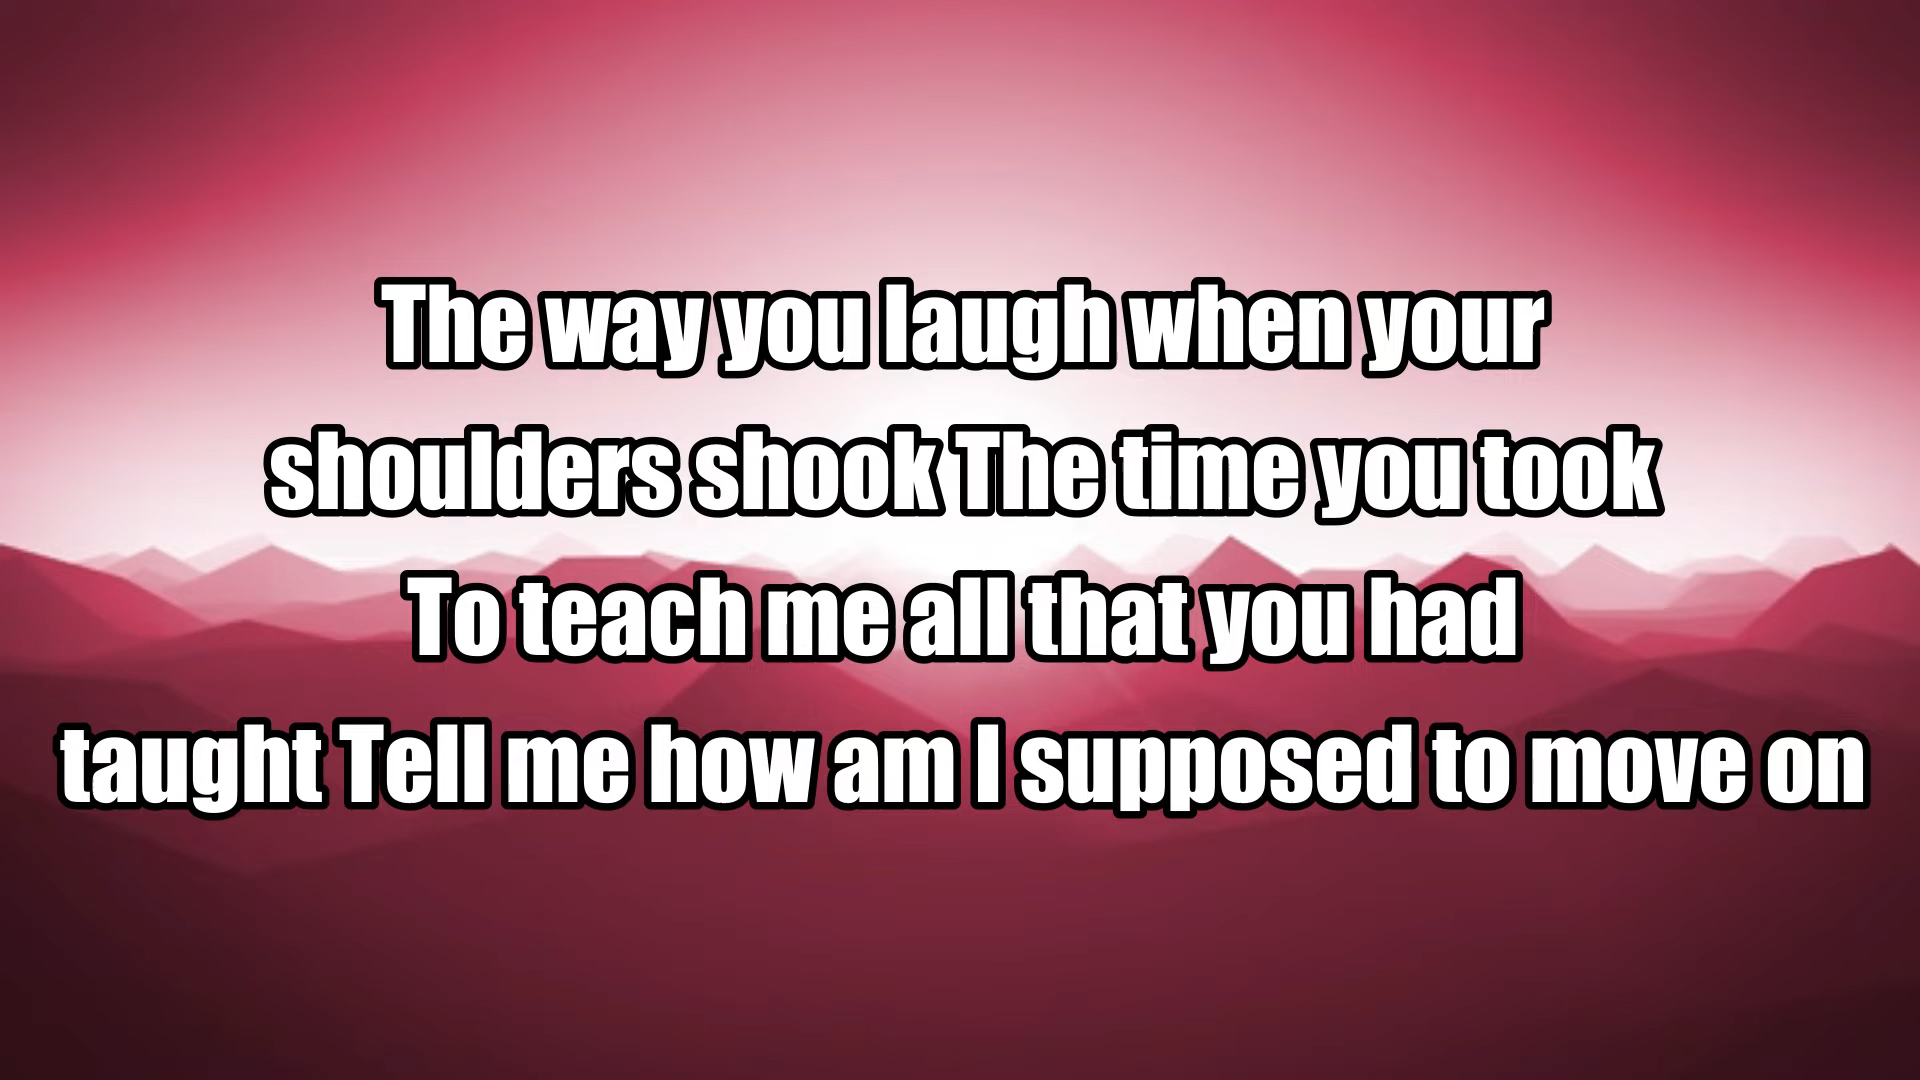 The way you laugh when your
shoulders shook The time you took
To teach me all that you had
taught Tell me how am I supposed to move on